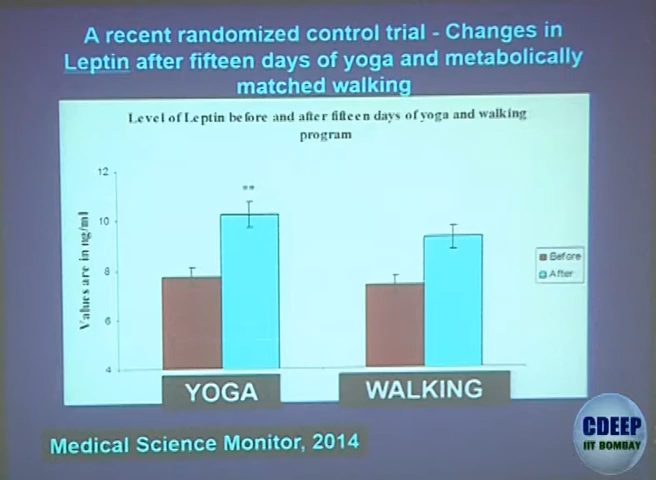 A recent randomized control trial - Changes in
Leptin after fifteen days of yoga and metabolically
matched walking
Level of Leptin before and after fifteen days of yoga and walking
program
Values are in ng/ml
12
10
8
6
4
**
Before
After
YOGA
WALKING
Medical Science Monitor, 2014
CDEEP
IIT BOMBAY